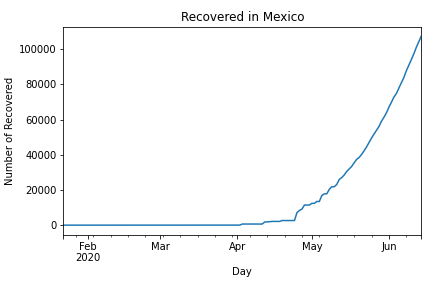 Recovered in Mexico
100000
80000
60000
40000
20000
0
Number of Recovered
Feb
2020
Mar
Apr
May
Jun
Day